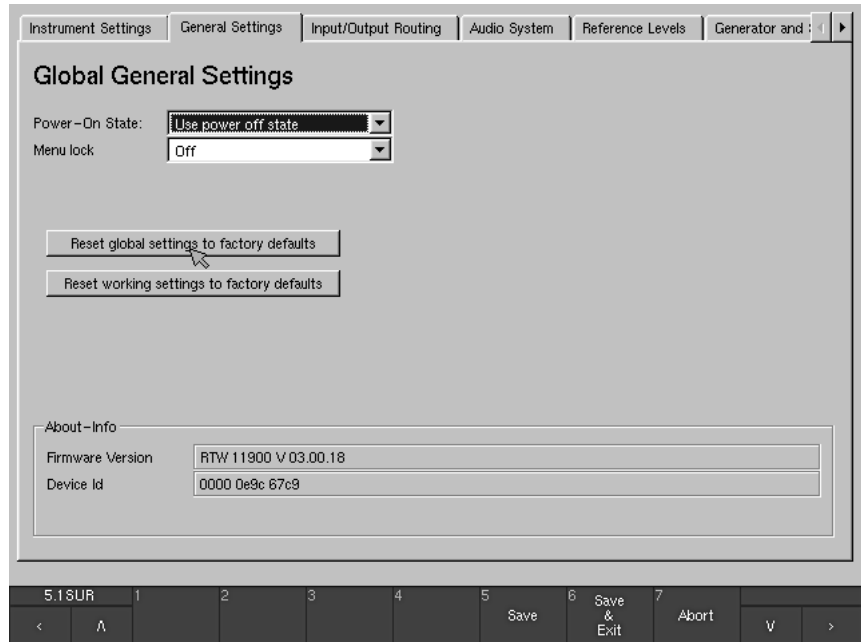 Instrument Settings
General Settings
Input/Output Routing
Audio System
Reference Levels
Generator and
Global General Settings
Power-On State: Use power off state
Menu lock Off
Reset global settings to factory defaults
Reset working settings to factory defaults
About-Info
Firmware Version RTW 11900 V 03.00.18
Device Id 0000 0e9c 67c9
5.1SUR
< Λ
1
2
3
4
5 Save
6 Save & Exit
7 Abort
V >